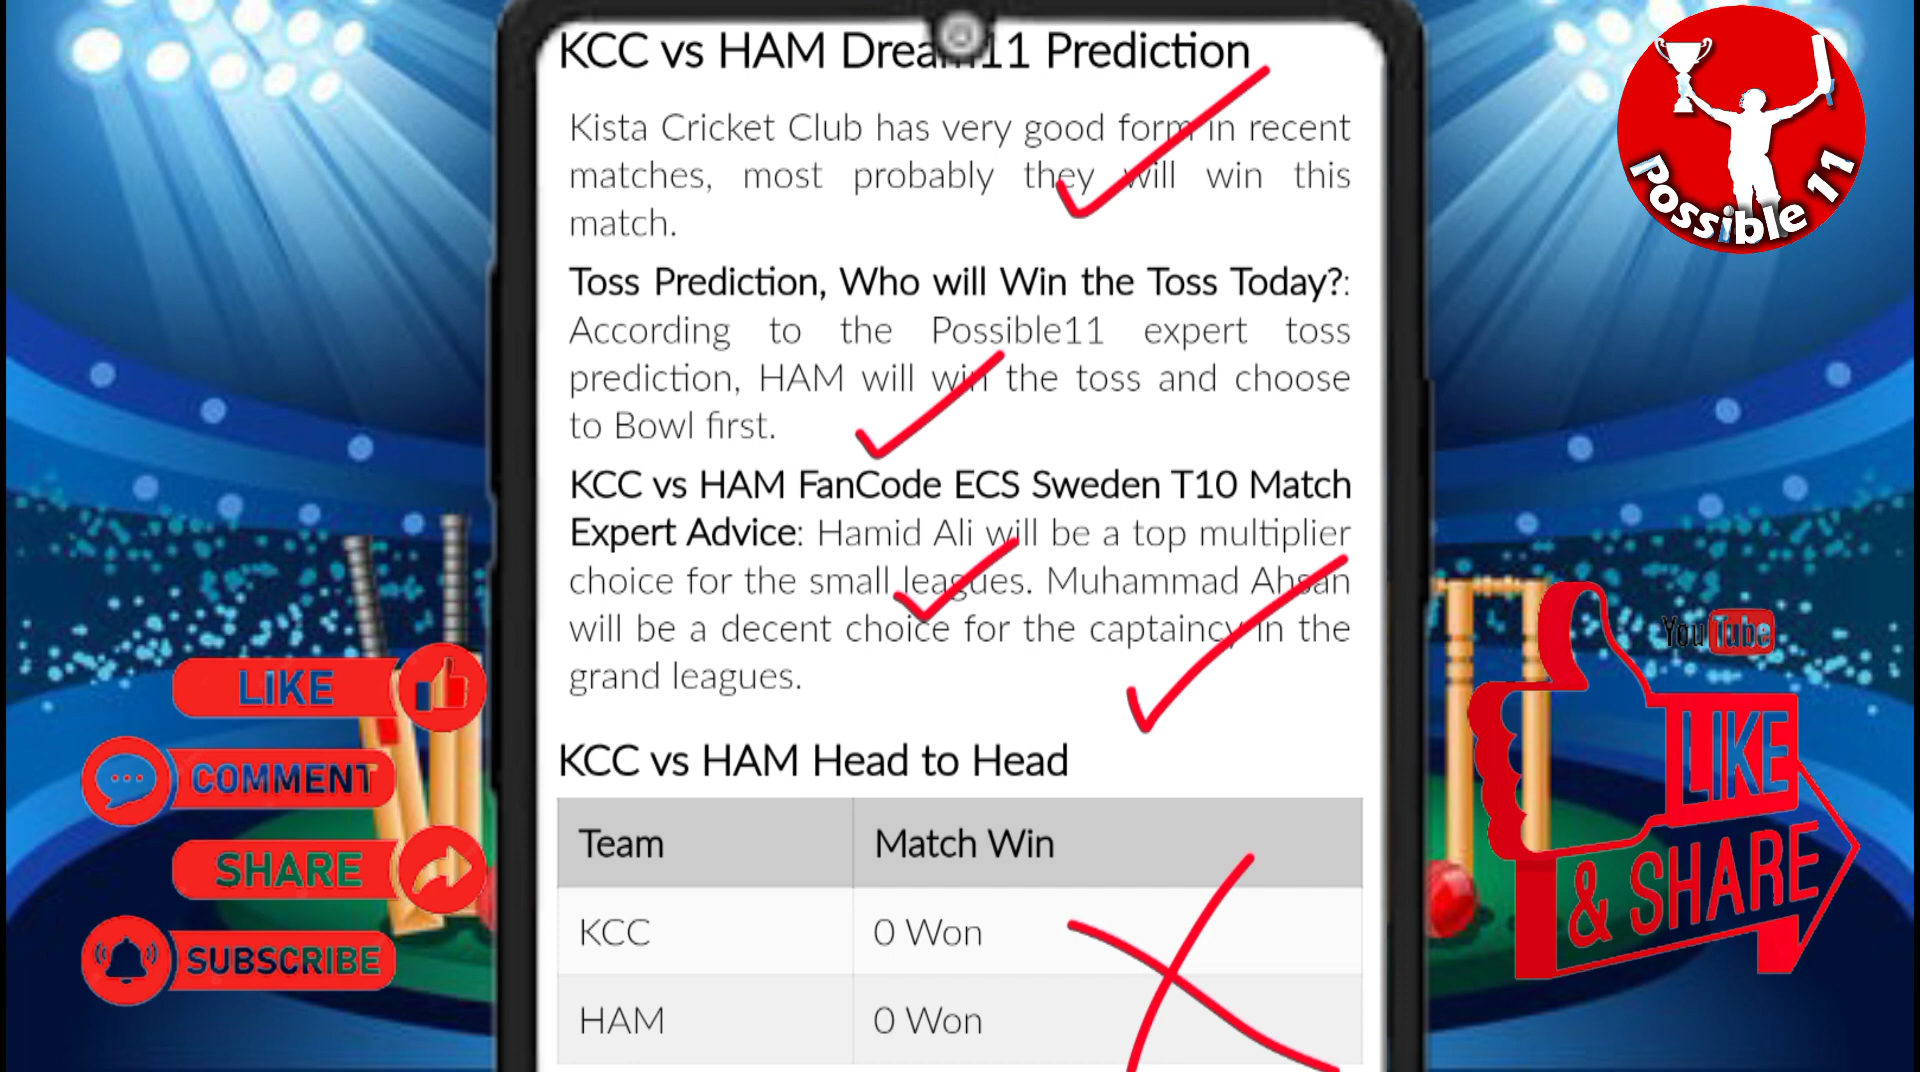 KCC vs HAM Dream11 Prediction
Kista Cricket Club has very good form in recent
matches, most probably they will win this
match.
Toss Prediction, Who will Win the Toss Today?:
According to the Possible11 expert toss
prediction, HAM will win the toss and choose
to Bowl first.
KCC vs HAM FanCode ECS Sweden T10 Match
Expert Advice: Hamid Ali will be a top multiplier
choice for the small leagues. Muhammad Ahsan
will be a decent choice for the captaincy in the
grand leagues.
KCC vs HAM Head to Head
Team Match Win
KCC 0 Won
HAM 0 Won
Possible 11
LIKE
COMMENT
SHARE
SUBSCRIBE
YouTube
LIKE
& SHARE